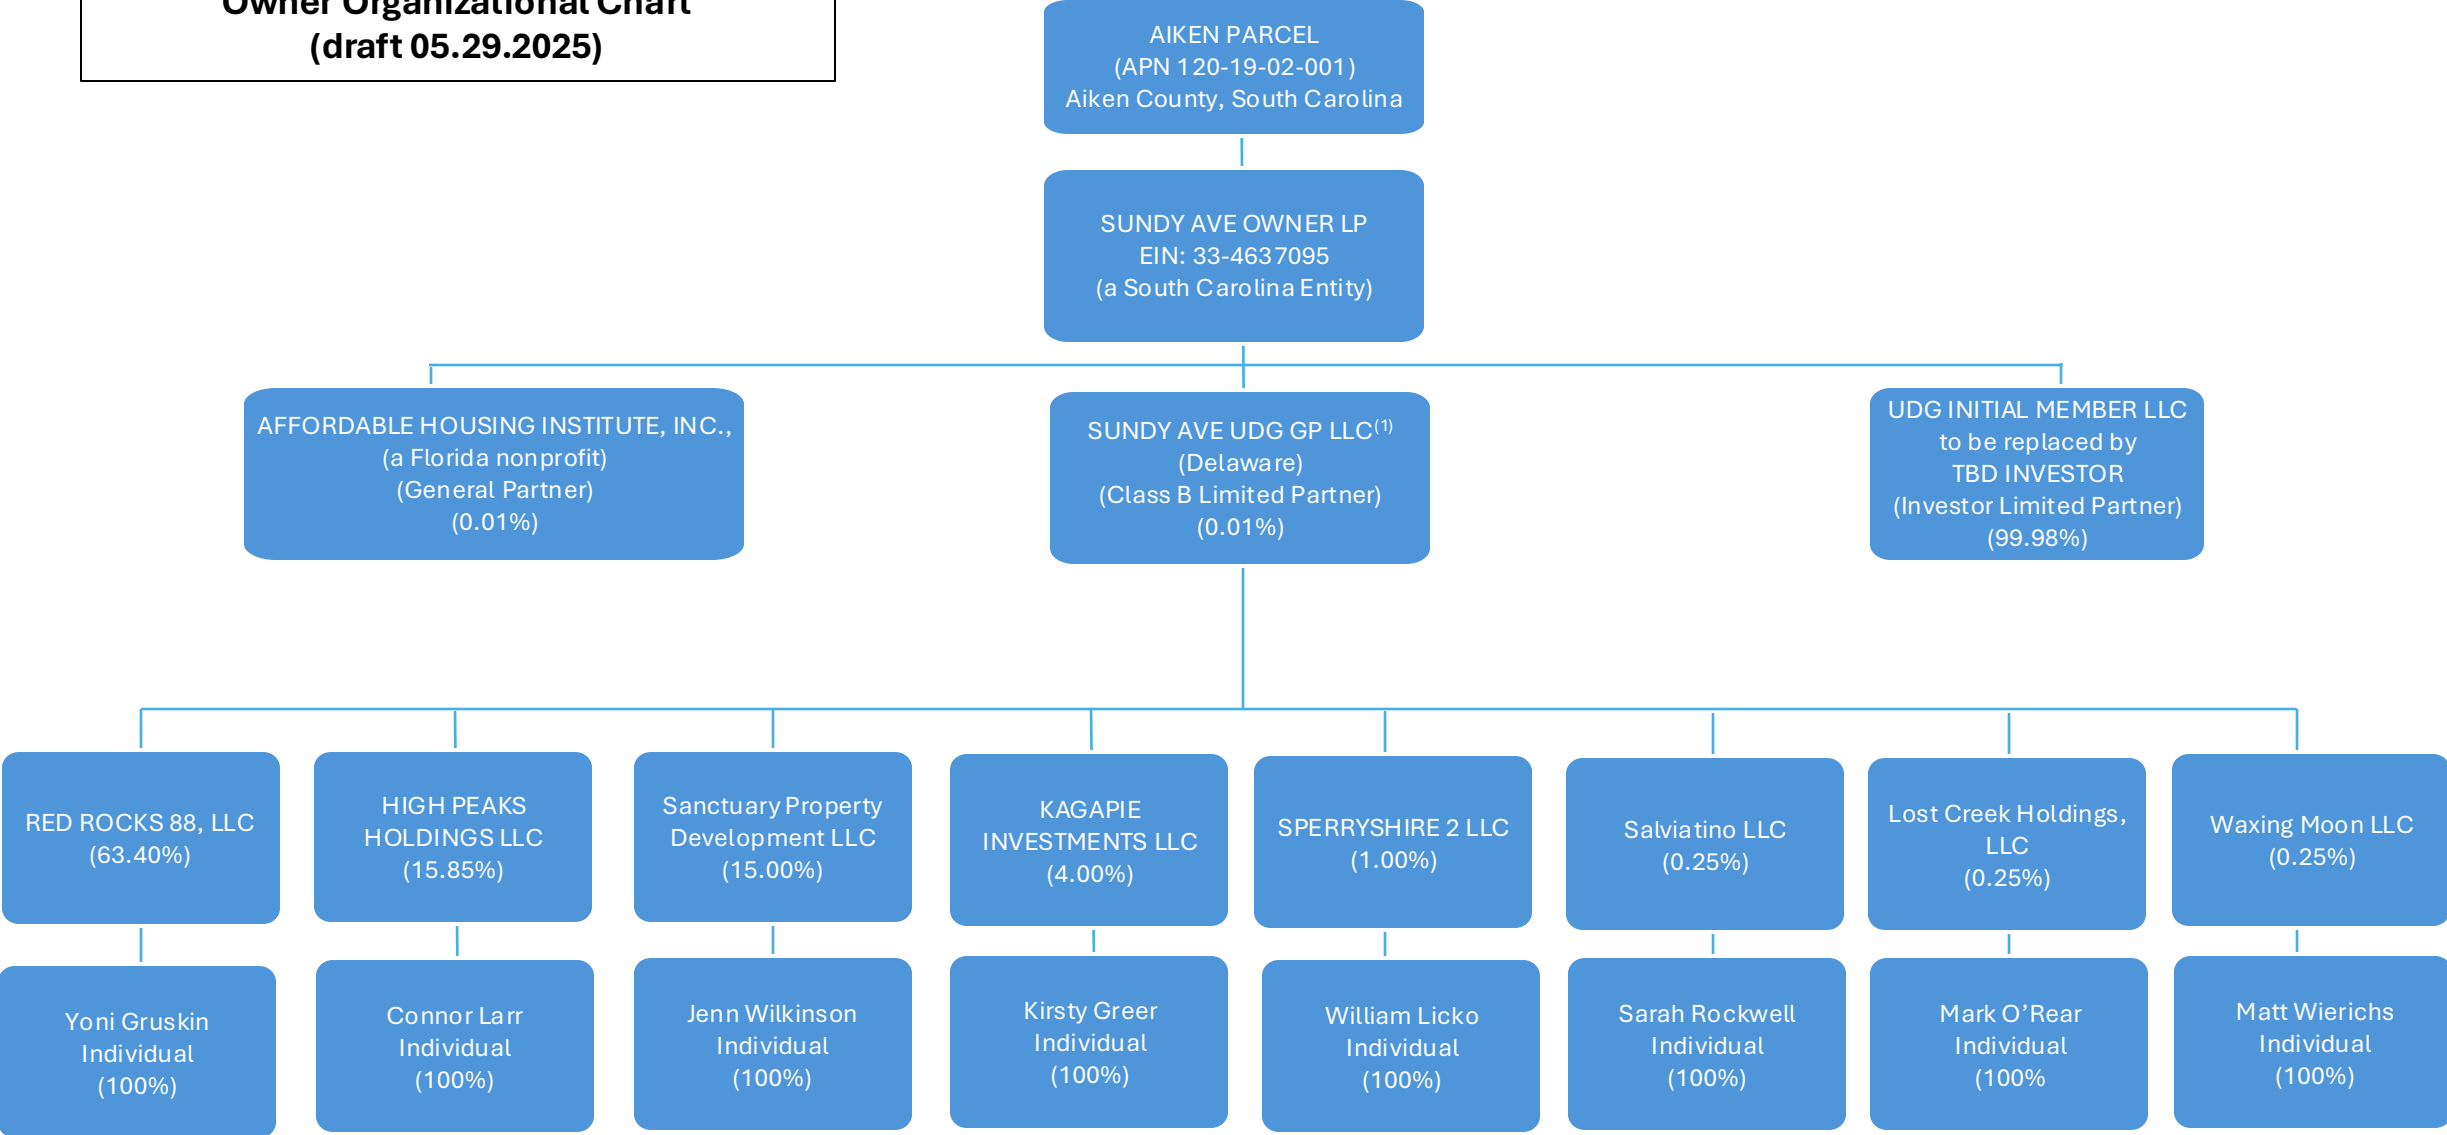 Owner Organizational Chart
(draft 05.29.2025)
AIKEN PARCEL
(APN 120-19-02-001)
Aiken County, South Carolina
SUNDY AVE OWNER LP
EIN: 33-4637095
(a South Carolina Entity)
AFFORDABLE HOUSING INSTITUTE, INC.,
(a Florida nonprofit)
(General Partner)
(0.01%)
SUNDY AVE UDG GP LLC(1)
(Delaware)
(Class B Limited Partner)
(0.01%)
UDG INITIAL MEMBER LLC
to be replaced by
TBD INVESTOR
(Investor Limited Partner)
(99.98%)
RED ROCKS 88, LLC
(63.40%)
HIGH PEAKS
HOLDINGS LLC
(15.85%)
Sanctuary Property
Development LLC
(15.00%)
KAGAPIE
INVESTMENTS LLC
(4.00%)
SPERRYSHIRE 2 LLC
(1.00%)
Salviatino LLC
(0.25%)
Lost Creek Holdings,
LLC
(0.25%)
Waxing Moon LLC
(0.25%)
Yoni Gruskin
Individual
(100%)
Connor Larr
Individual
(100%)
Jenn Wilkinson
Individual
(100%)
Kirsty Greer
Individual
(100%)
William Licko
Individual
(100%)
Sarah Rockwell
Individual
(100%)
Mark O’Rear
Individual
(100%
Matt Wierichs
Individual
(100%)